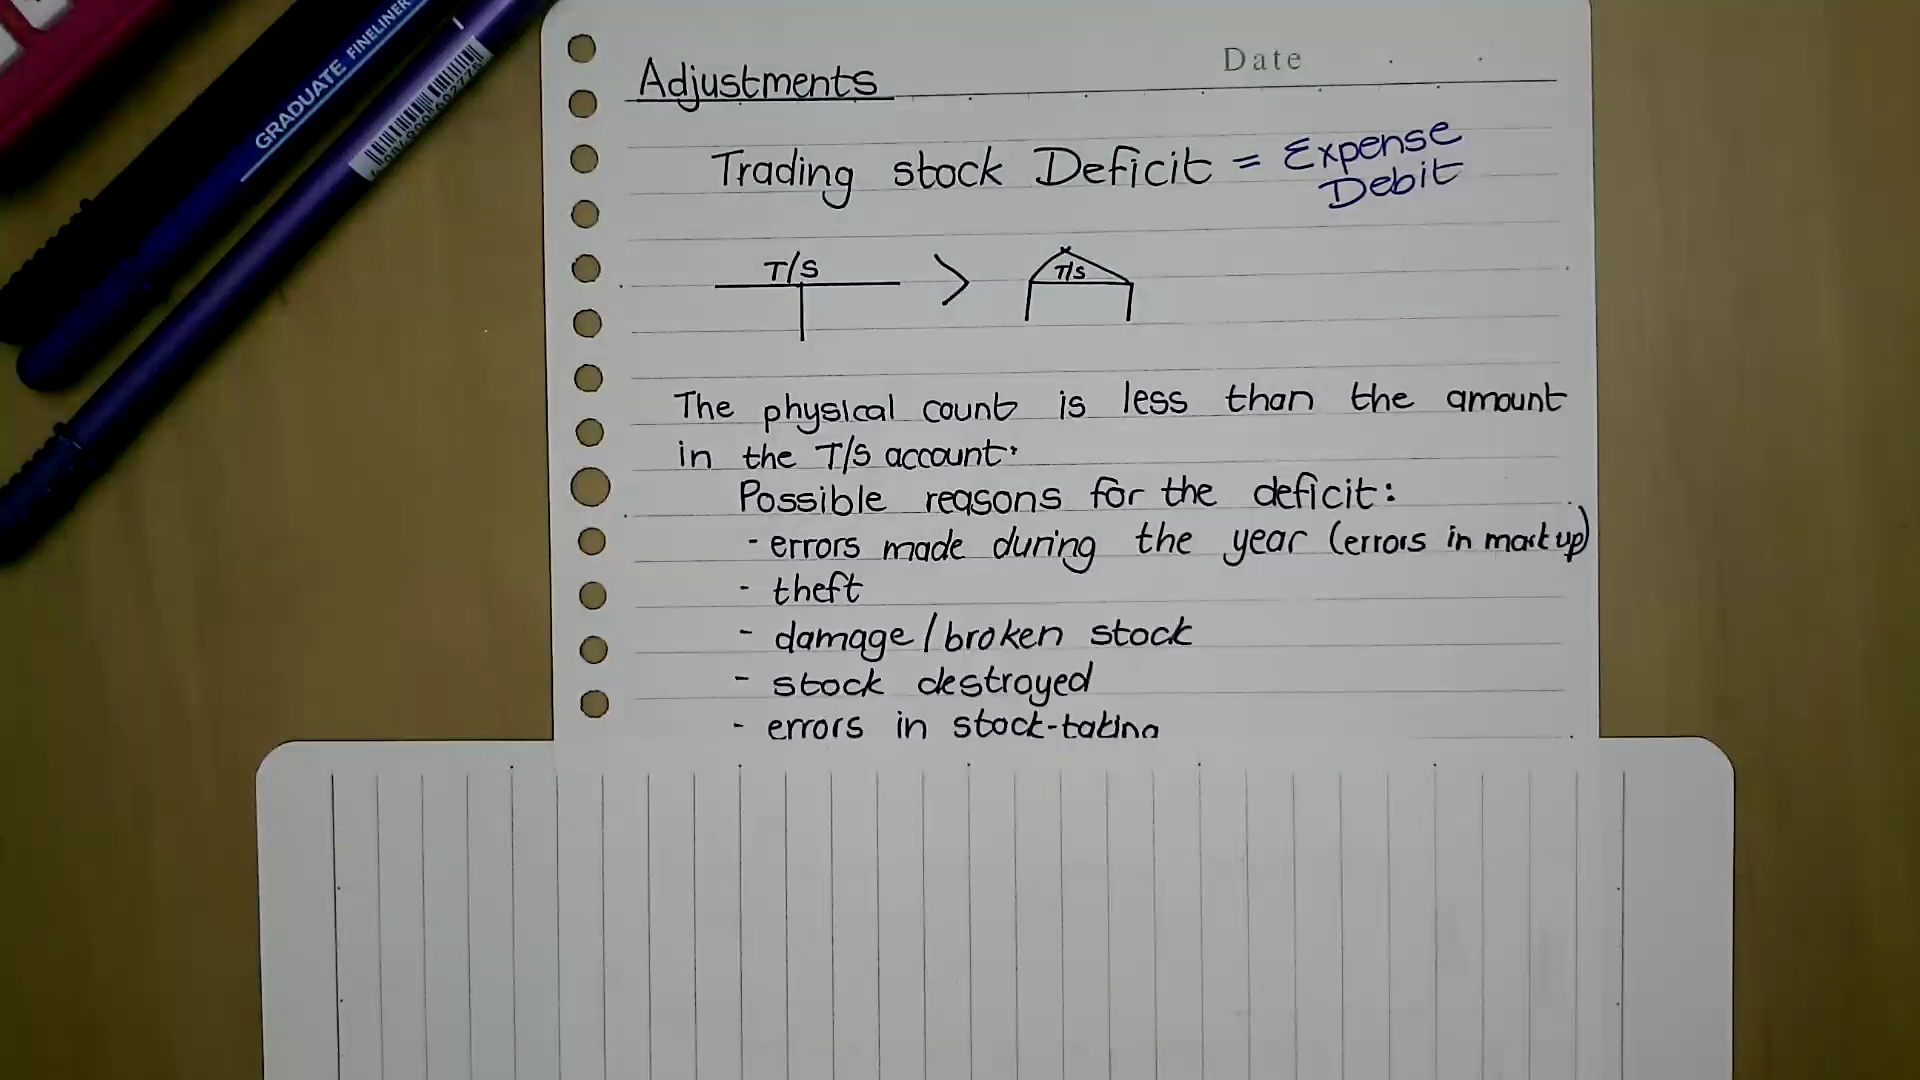 GRADUATE FINELINER
Date
Adjustments
Trading stock Deficit = Expense
Debit
T/S > T/S
The physical count is less than the amount
in the T/S account.
Possible reasons for the deficit:
- errors made during the year (errors in mark up)
- theft
- damage/broken stock
- stock destroyed
- errors in stock-taking